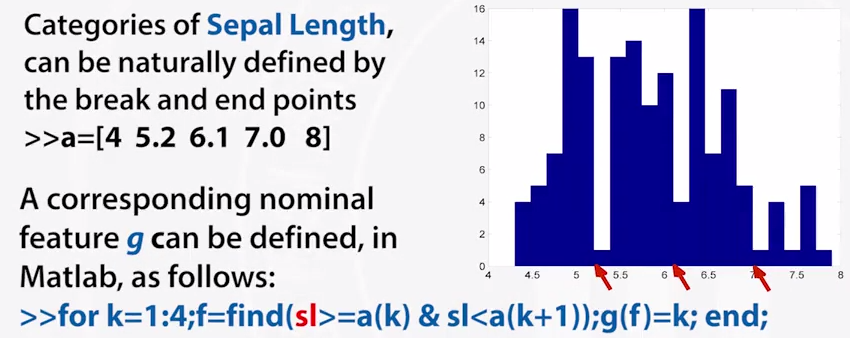 Categories of Sepal Length,
can be naturally defined by
the break and end points
>>a=[4 5.2 6.1 7.0 8]
A corresponding nominal
feature g can be defined, in
Matlab, as follows:
>>for k=1:4;f=find(sl>=a(k) & sl<a(k+1));g(f)=k; end;
16
14
12
10
8
6
4
2
0
4 4.5 5 5.5 6 6.5 7 7.5 8